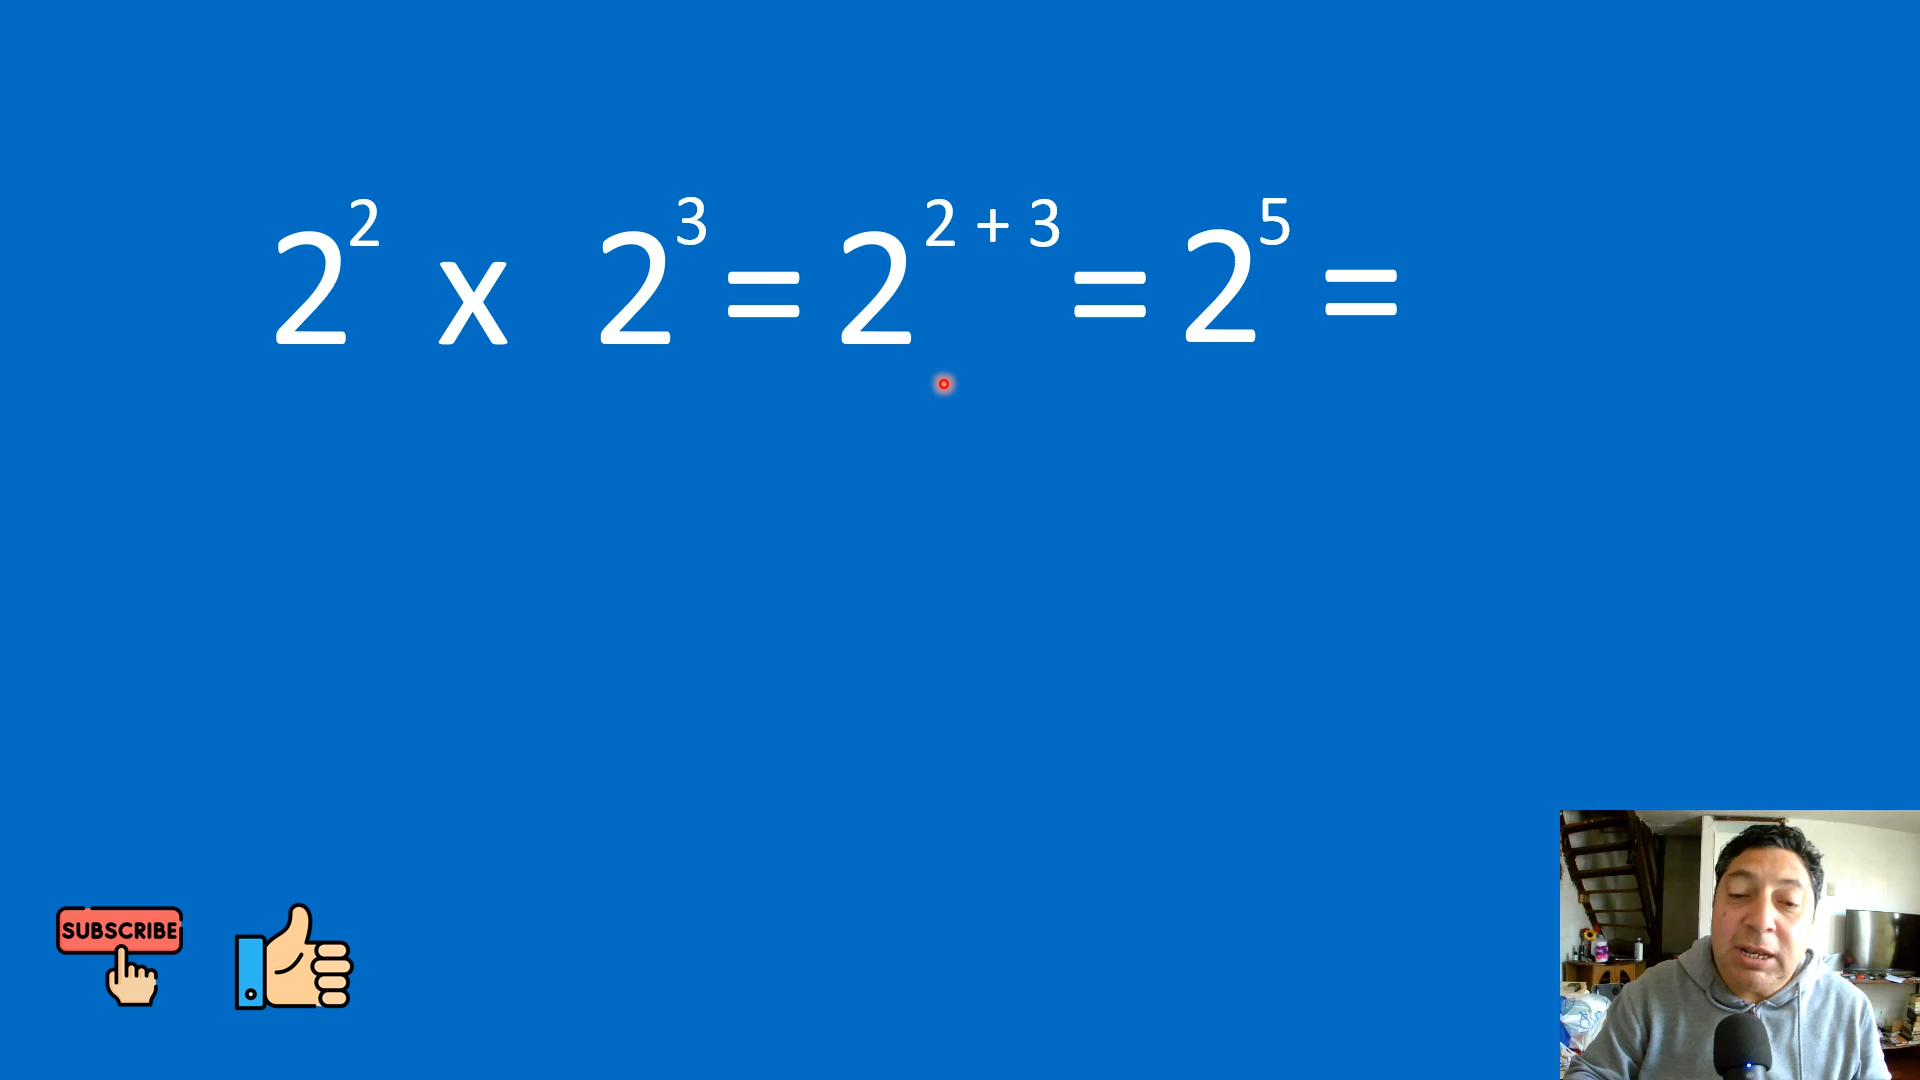 2² x 2³ = 2² ⁺ ³ = 2⁵ =
SUBSCRIBE